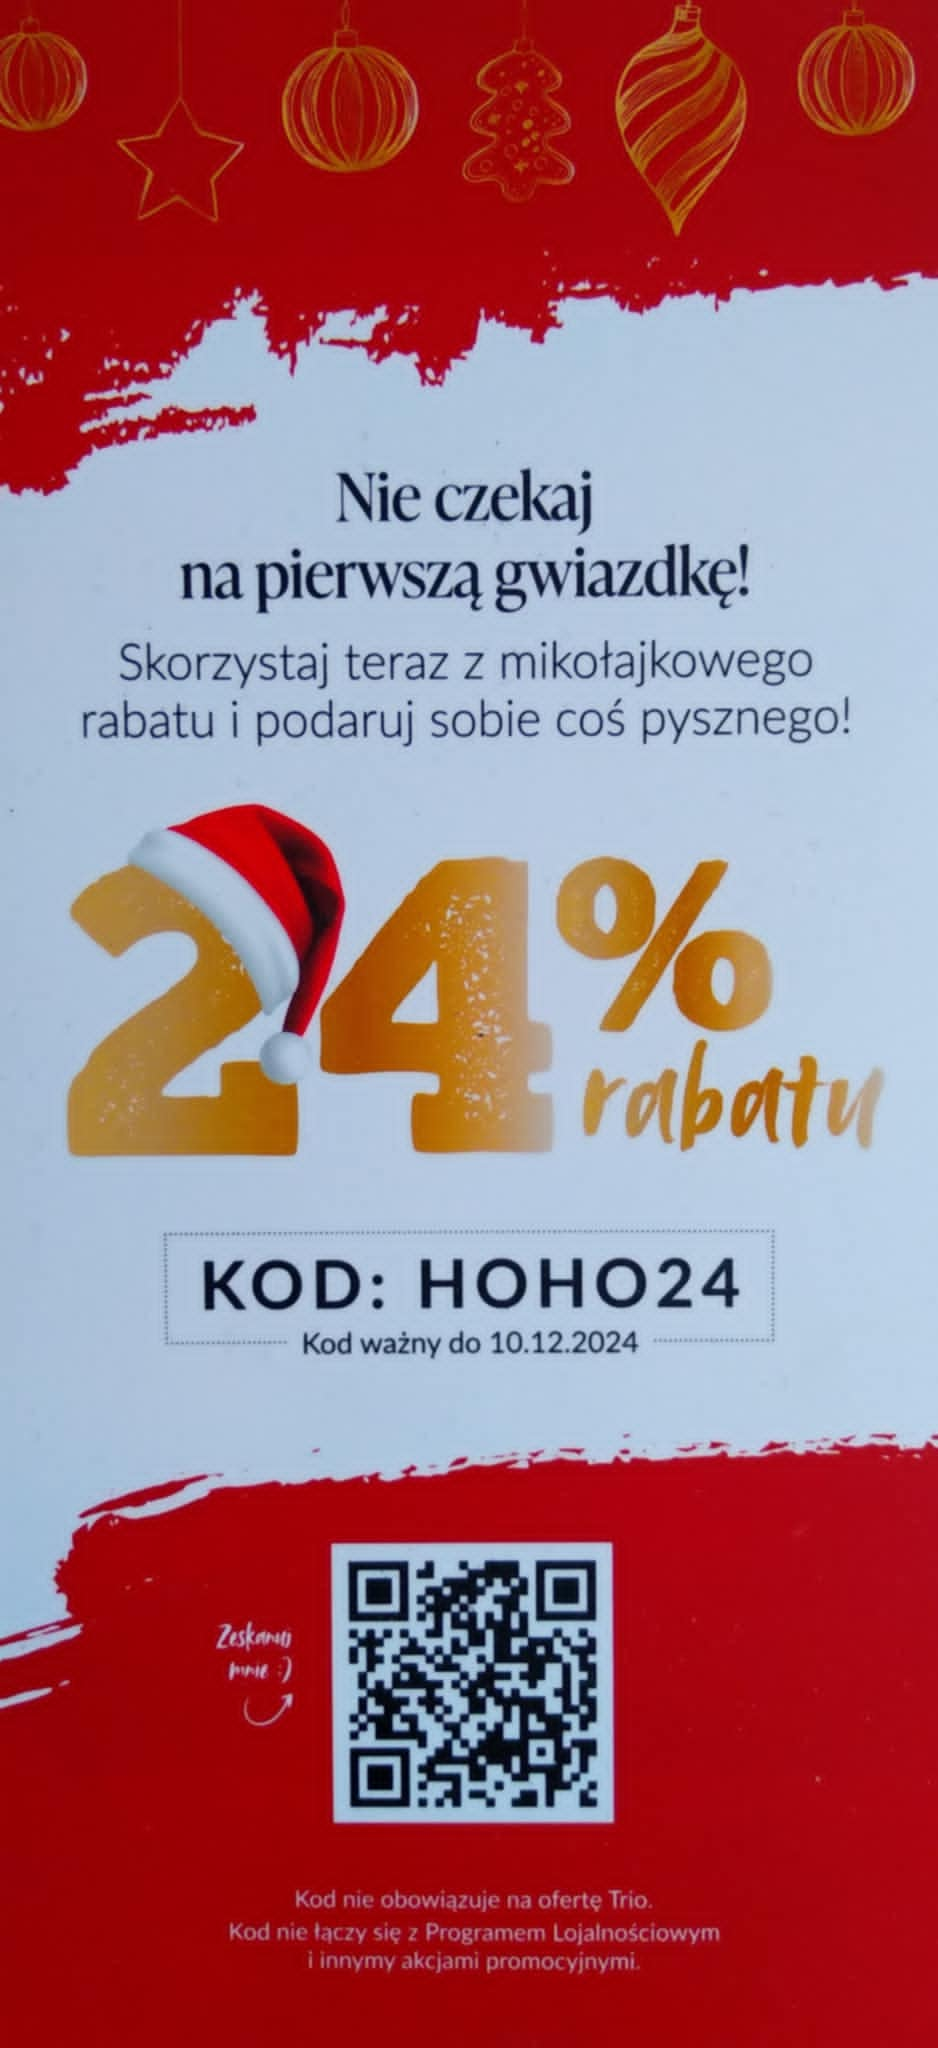 Nie czekaj
na pierwszą gwiazdkę!
Skorzystaj teraz z mikołajkowego
rabatu i podaruj sobie coś pysznego!
24%
rabatu
KOD: HOHO24
Kod ważny do 10.12.2024
Zeskanuj
mnie :)
Kod nie obowiązuje na ofertę Trio.
Kod nie łączy się z Programem Lojalnościowym
i innymy akcjami promocyjnymi.